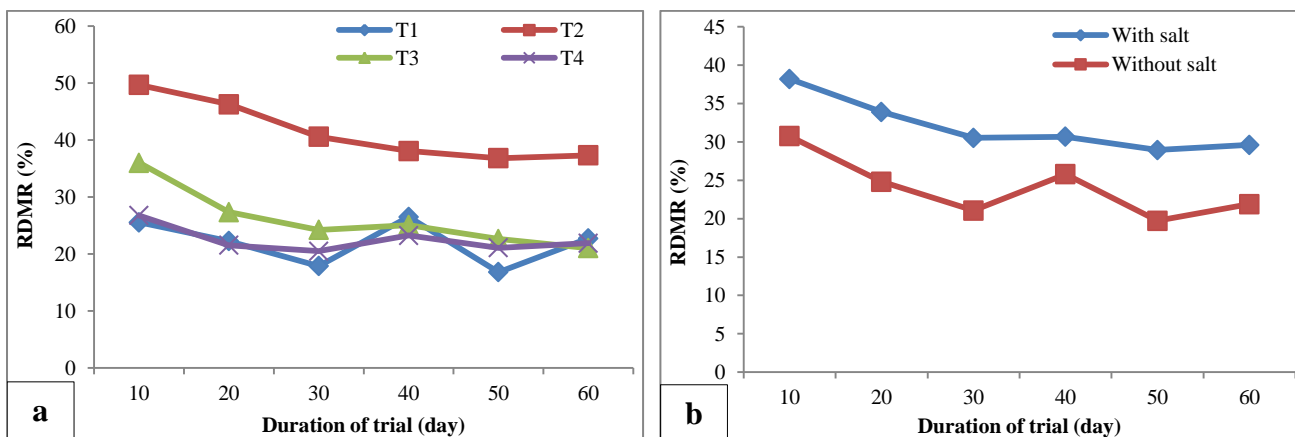 60
50
40
30
20
10
0
RDMR (%)
T1 T2
T3 T4
10 20 30 40 50 60
Duration of trial (day)
a
45
40
35
30
25
20
15
10
5
0
RDMR (%)
With salt
Without salt
10 20 30 40 50 60
Duration of trial (day)
b